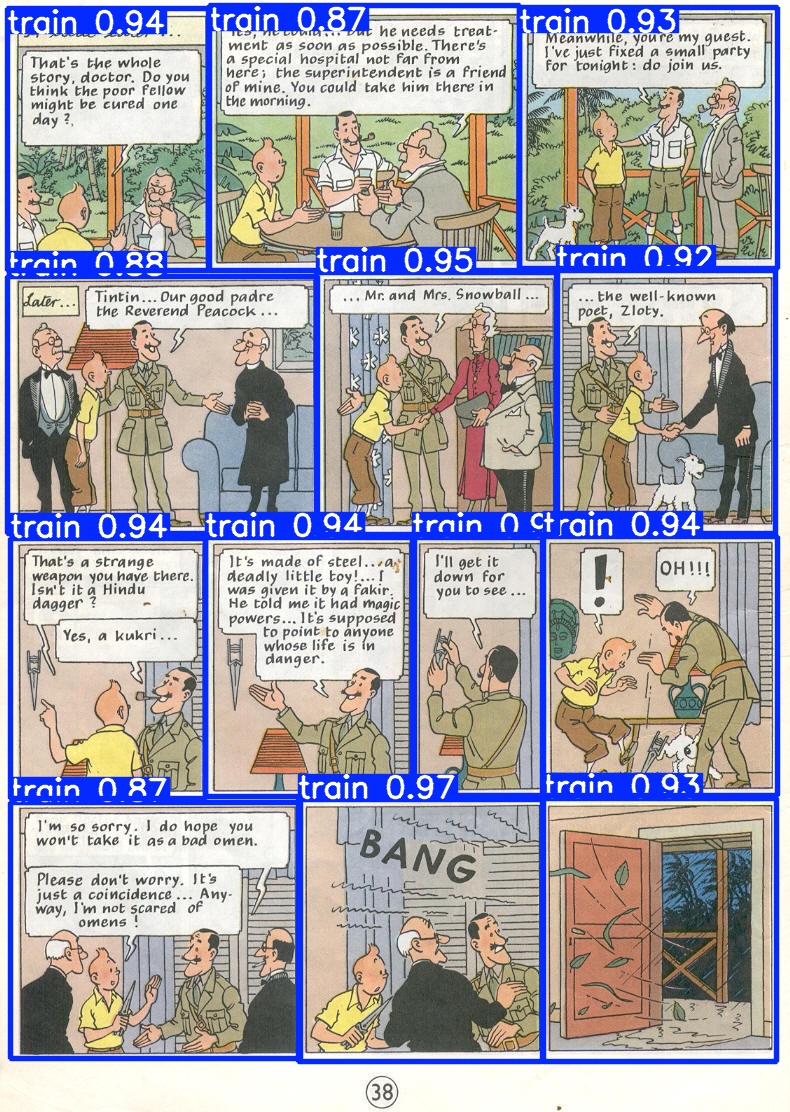 train 0.94
train 0.87
train 0.93
That's the whole
story, doctor. Do you
think the poor fellow
might be cured one
day ?
he needs treat-
ment as soon as possible. There's
a special hospital not far from
here; the superintendent is a friend
of mine. You could take him there in
the morning.
Meanwhile, you're my guest.
I've just fixed a small party
for tonight : do join us.
train 0.88
train 0.95
train 0.92
Later...
Tintin... Our good padre
the Reverend Peacock ...
... Mr. and Mrs. Snowball ...
... the well-known
poet, Zloty.
train 0.94
train 0.94
train
train 0.94
That's a strange
weapon you have there.
Isn't it a Hindu
dagger ?
Yes, a kukri ...
It's made of steel...a
deadly little toy!... I
was given it by a fakir.
He told me it had magic
powers... It's supposed
to point to anyone
whose life is in
danger.
I'll get it
down for
you to see ...
!
OH!!!
train 0.87
train 0.97
train 0.93
I'm so sorry. I do hope you
won't take it as a bad omen.
Please don't worry. It's
just a coincidence ... Any-
way, I'm not scared of
omens !
BANG
38